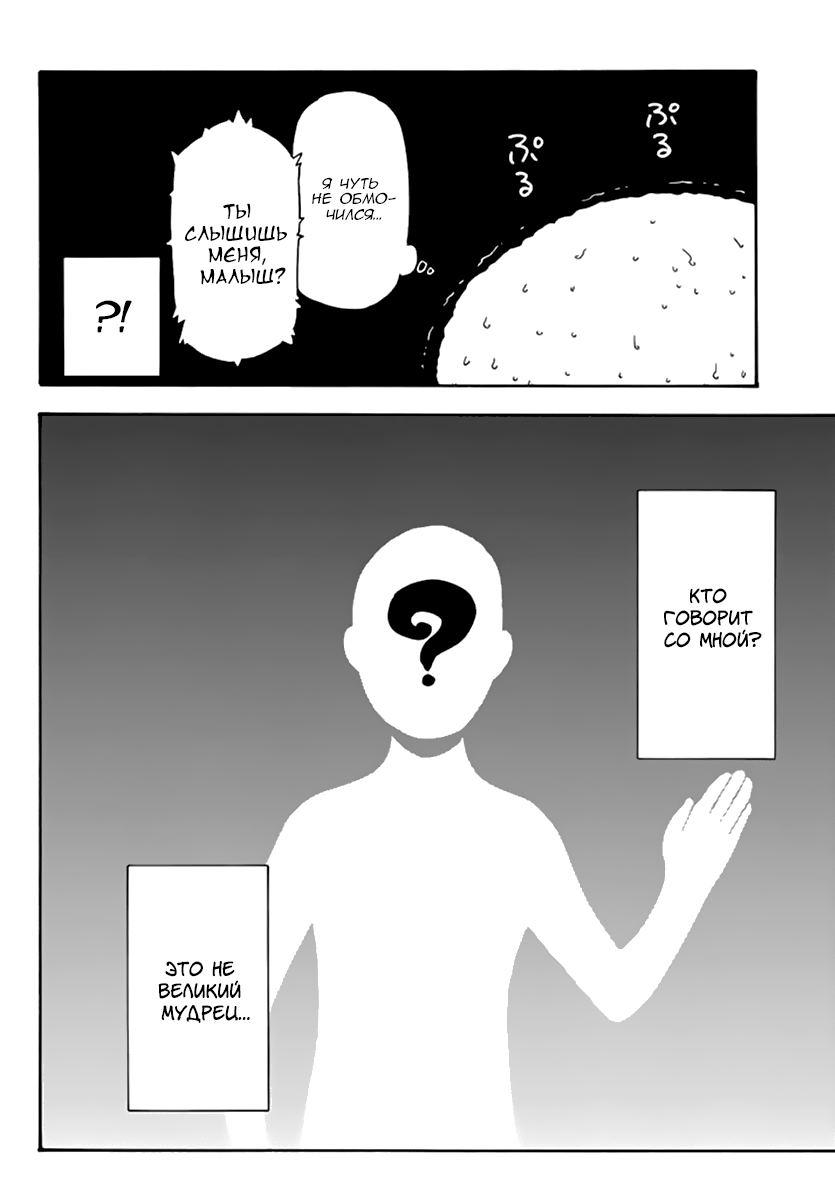 ぷる
ぷる
Я ЧУТЬ
НЕ ОБМО-
ЧИЛСЯ...
ТЫ
СЛЫШИШЬ
МЕНЯ,
МАЛЫШ?
?!
КТО
ГОВОРИТ
СО МНОЙ?
?
ЭТО НЕ
ВЕЛИКИЙ
МУДРЕЦ...